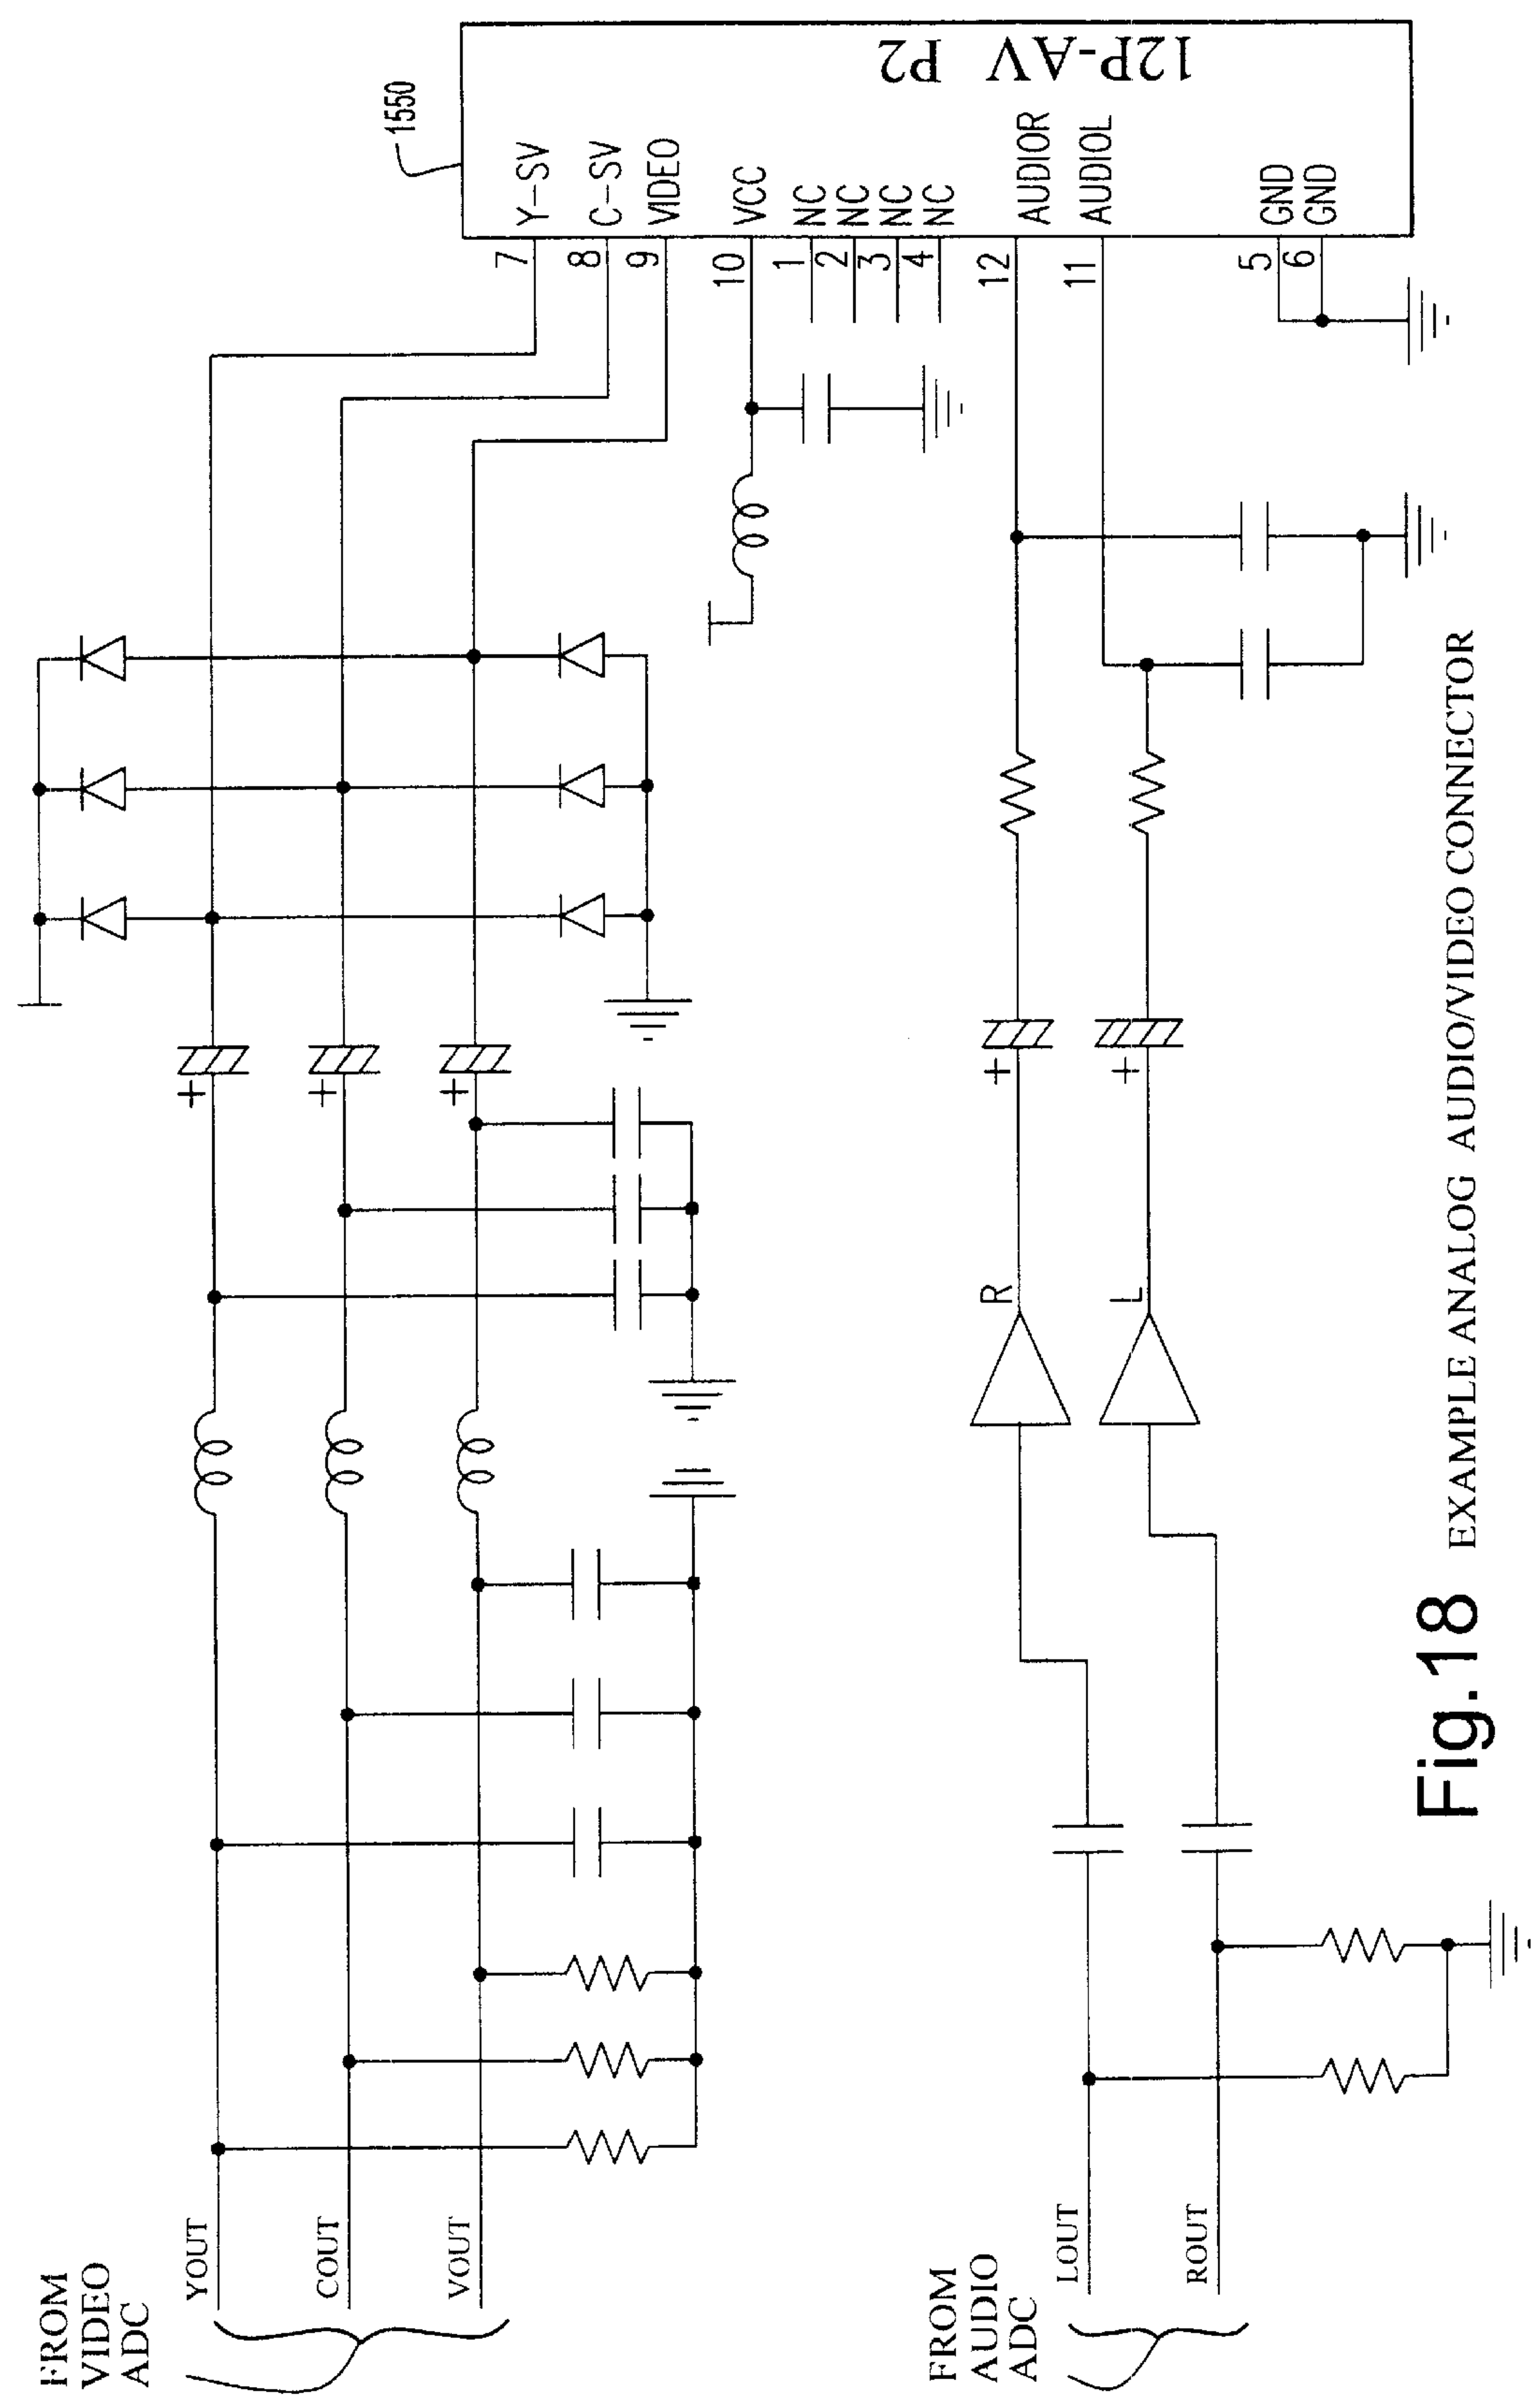 FROM
VIDEO
ADC
YOUT
COUT
VOUT
+
+
+
1550
12P-AV P2
7 Y-SV
8 C-SV
9 VIDEO
10 VCC
1 NC
2 NC
3 NC
4 NC
12 AUDIOR
11 AUDIOL
5 GND
6 GND
FROM
AUDIO
ADC
LOUT
ROUT
R
L
+
+
Fig.18 EXAMPLE ANALOG AUDIO/VIDEO CONNECTOR